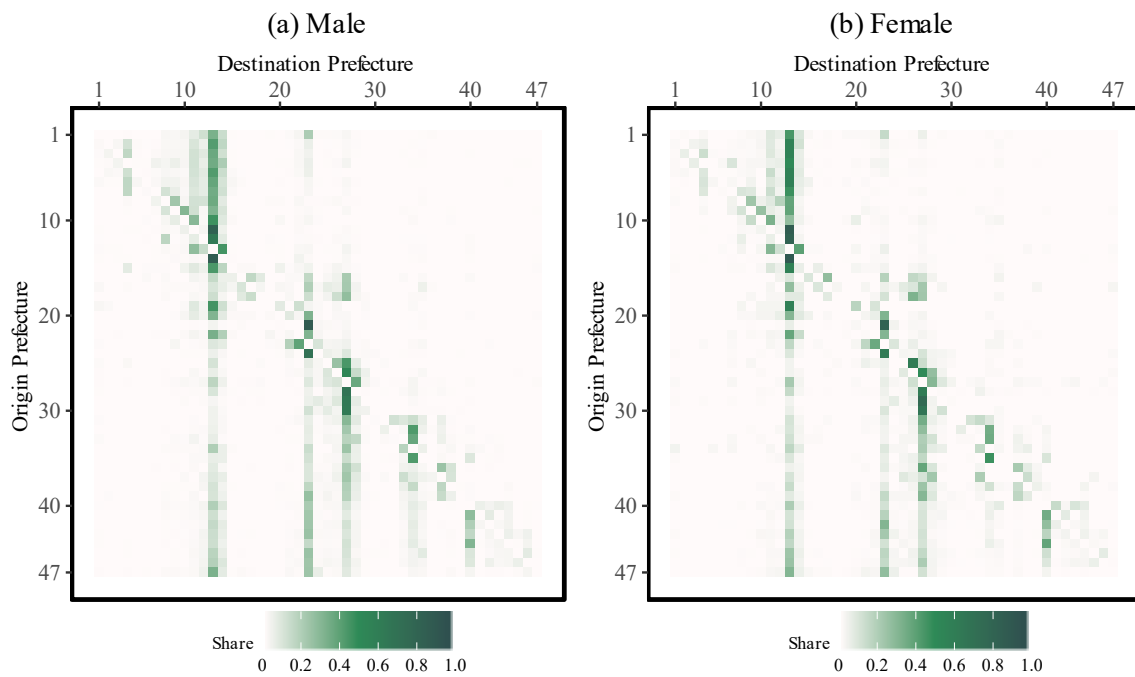 (a) Male
Destination Prefecture
1 10 20 30 40 47
Origin Prefecture
1
10
20
30
40
47
Share
0 0.2 0.4 0.6 0.8 1.0
(b) Female
Destination Prefecture
1 10 20 30 40 47
Origin Prefecture
1
10
20
30
40
47
Share
0 0.2 0.4 0.6 0.8 1.0